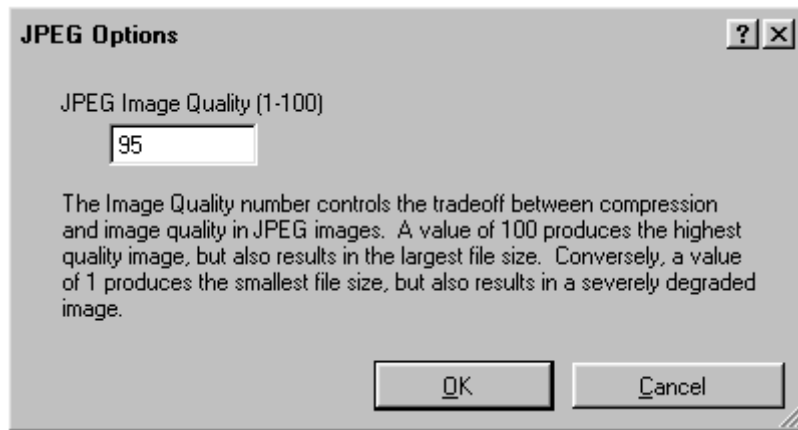 JPEG Options
JPEG Image Quality (1-100)
95
The Image Quality number controls the tradeoff between compression
and image quality in JPEG images.  A value of 100 produces the highest
quality image, but also results in the largest file size.  Conversely, a value
of 1 produces the smallest file size, but also results in a severely degraded
image.
OK
Cancel